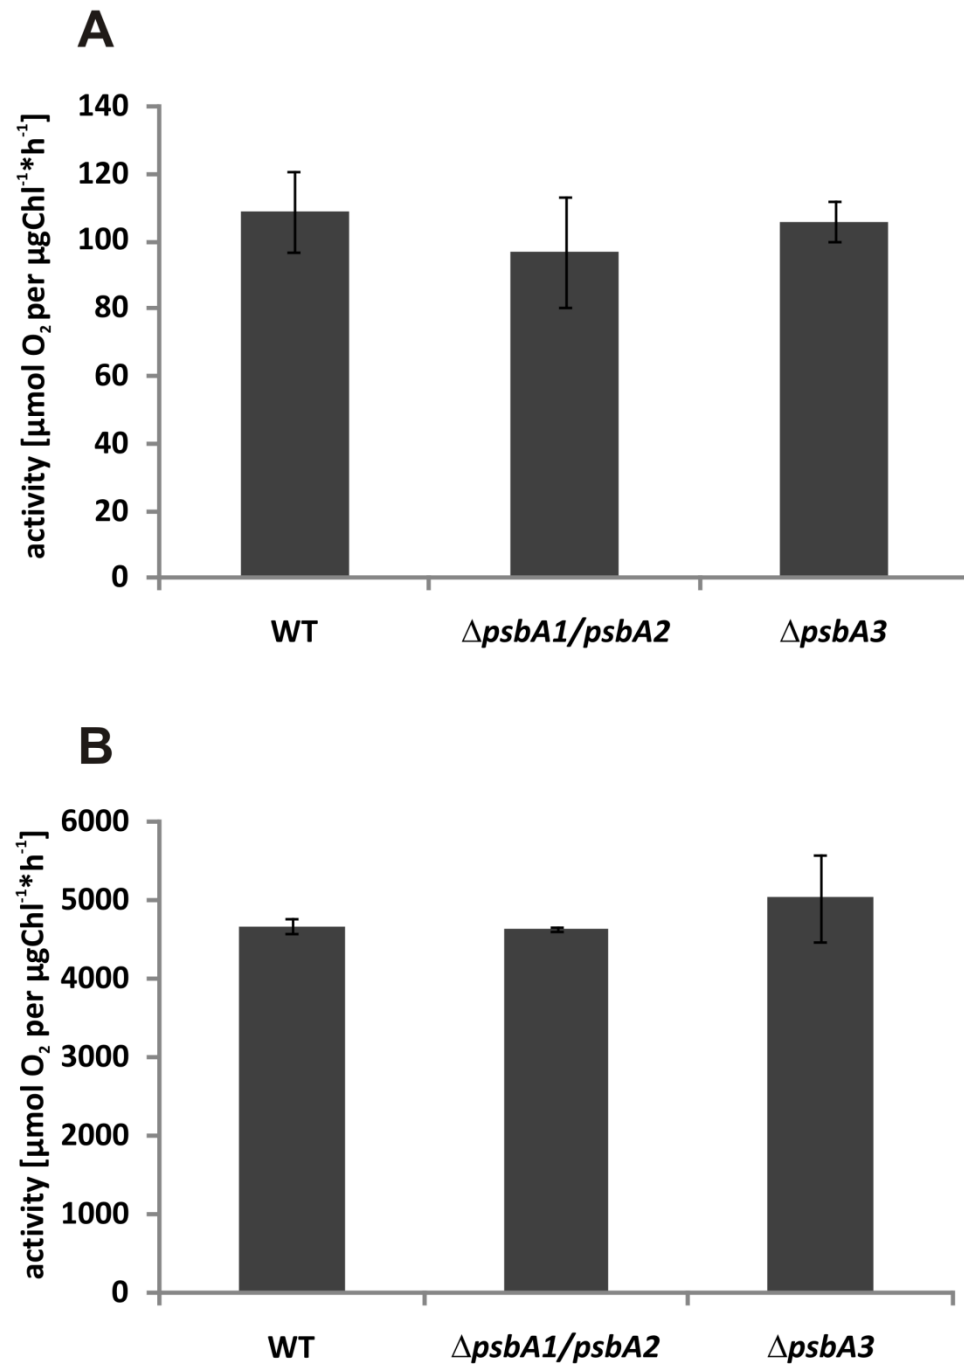 A
activity [µmol O₂ per µgChl⁻¹*h⁻¹]
140
120
100
80
60
40
20
0
WT
ΔpsbA1/psbA2
ΔpsbA3
B
activity [µmol O₂ per µgChl⁻¹*h⁻¹]
6000
5000
4000
3000
2000
1000
0
WT
ΔpsbA1/psbA2
ΔpsbA3